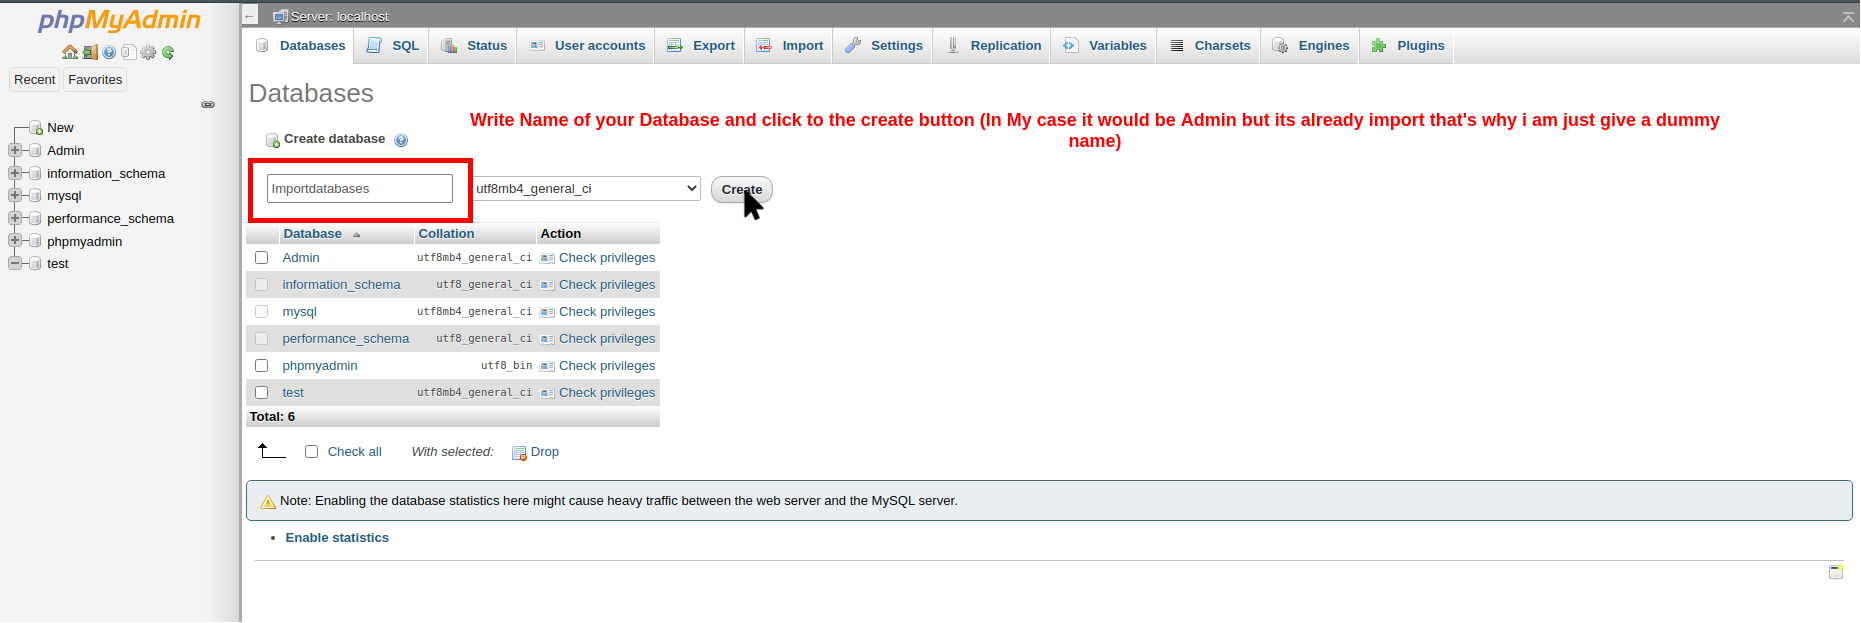 phpMyAdmin
Server: localhost
Databases SQL Status User accounts Export Import Settings Replication Variables Charsets Engines Plugins
Recent Favorites
New
Admin
information_schema
mysql
performance_schema
phpmyadmin
test
Databases
Write Name of your Database and click to the create button (In My case it would be Admin but its already import that's why i am just give a dummy
name)
Create database
Importdatabases utf8mb4_general_ci Create
Database Collation Action
Admin utf8mb4_general_ci Check privileges
information_schema utf8_general_ci Check privileges
mysql utf8mb4_general_ci Check privileges
performance_schema utf8_general_ci Check privileges
phpmyadmin utf8_bin Check privileges
test utf8mb4_general_ci Check privileges
Total: 6
Check all With selected: Drop
Note: Enabling the database statistics here might cause heavy traffic between the web server and the MySQL server.
Enable statistics